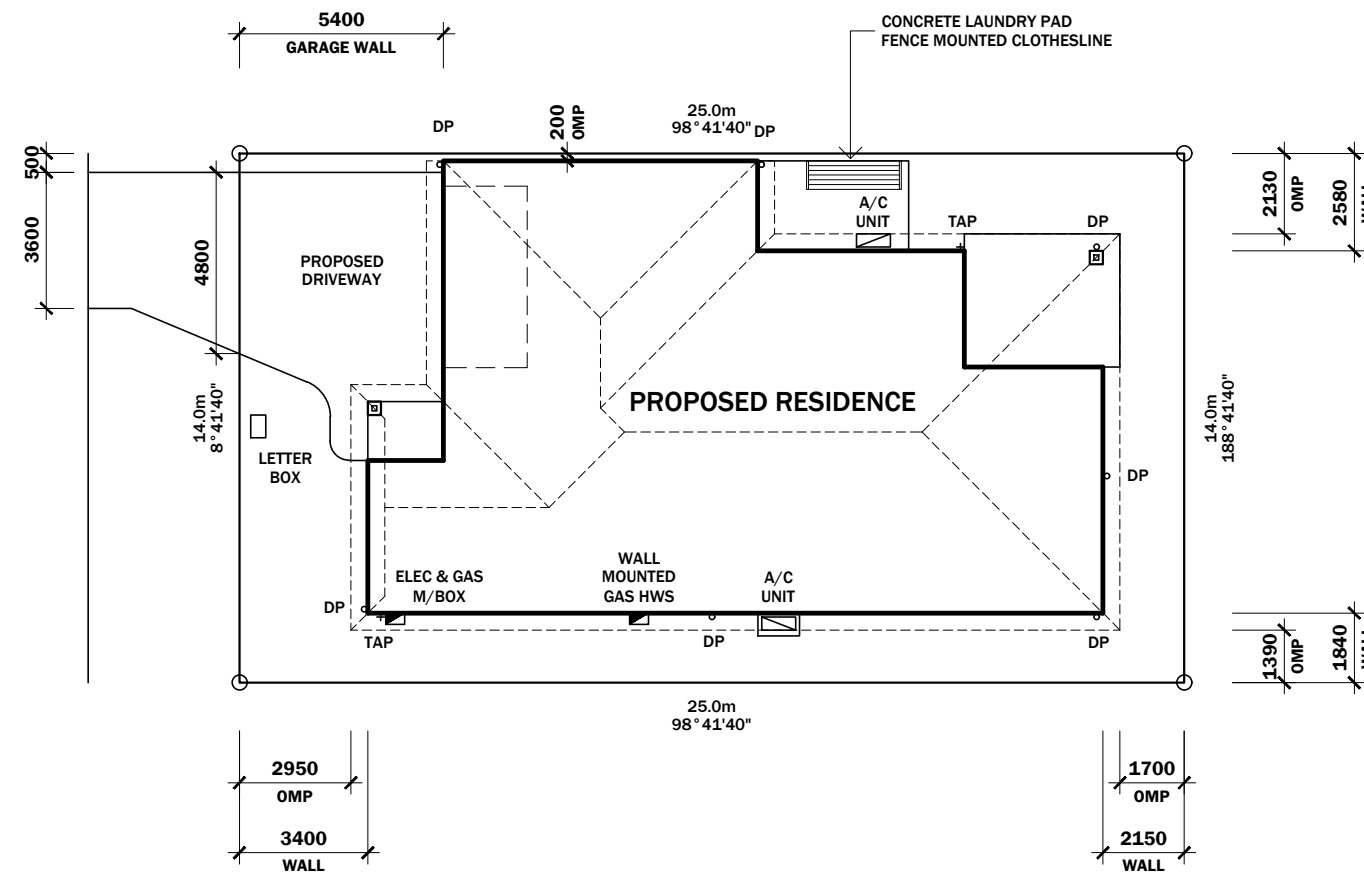 5400
GARAGE WALL
CONCRETE LAUNDRY PAD
FENCE MOUNTED CLOTHESLINE
DP
200
OMP
25.0m
98°41'40"
DP
500
3600
4800
PROPOSED
DRIVEWAY
A/C
UNIT
TAP
DP
2130
OMP
2580
14.0m
8°41'40"
LETTER
BOX
PROPOSED RESIDENCE
14.0m
188°41'40"
DP
ELEC & GAS
M/BOX
WALL
MOUNTED
GAS HWS
A/C
UNIT
DP
TAP
DP
DP
1390
OMP
1840
25.0m
98°41'40"
2950
OMP
3400
WALL
1700
OMP
2150
WALL